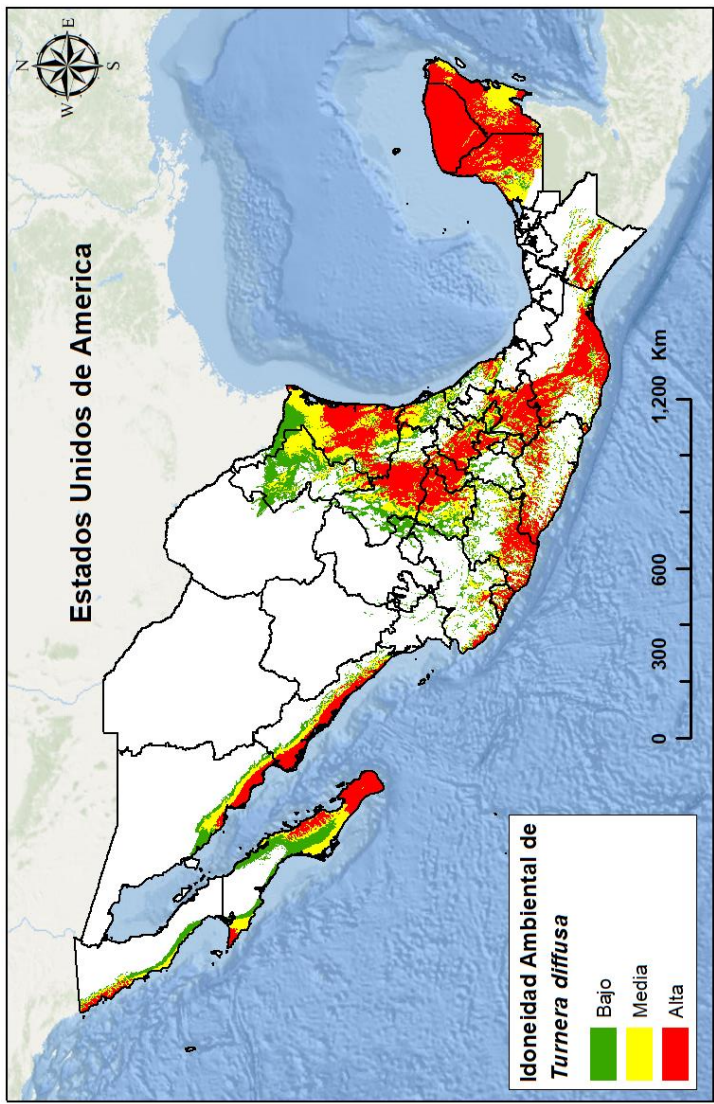 Estados Unidos de America
N
W E
S
0 300 600 1,200 Km
Idoneidad Ambiental de
Turnera diffusa
Bajo
Media
Alta